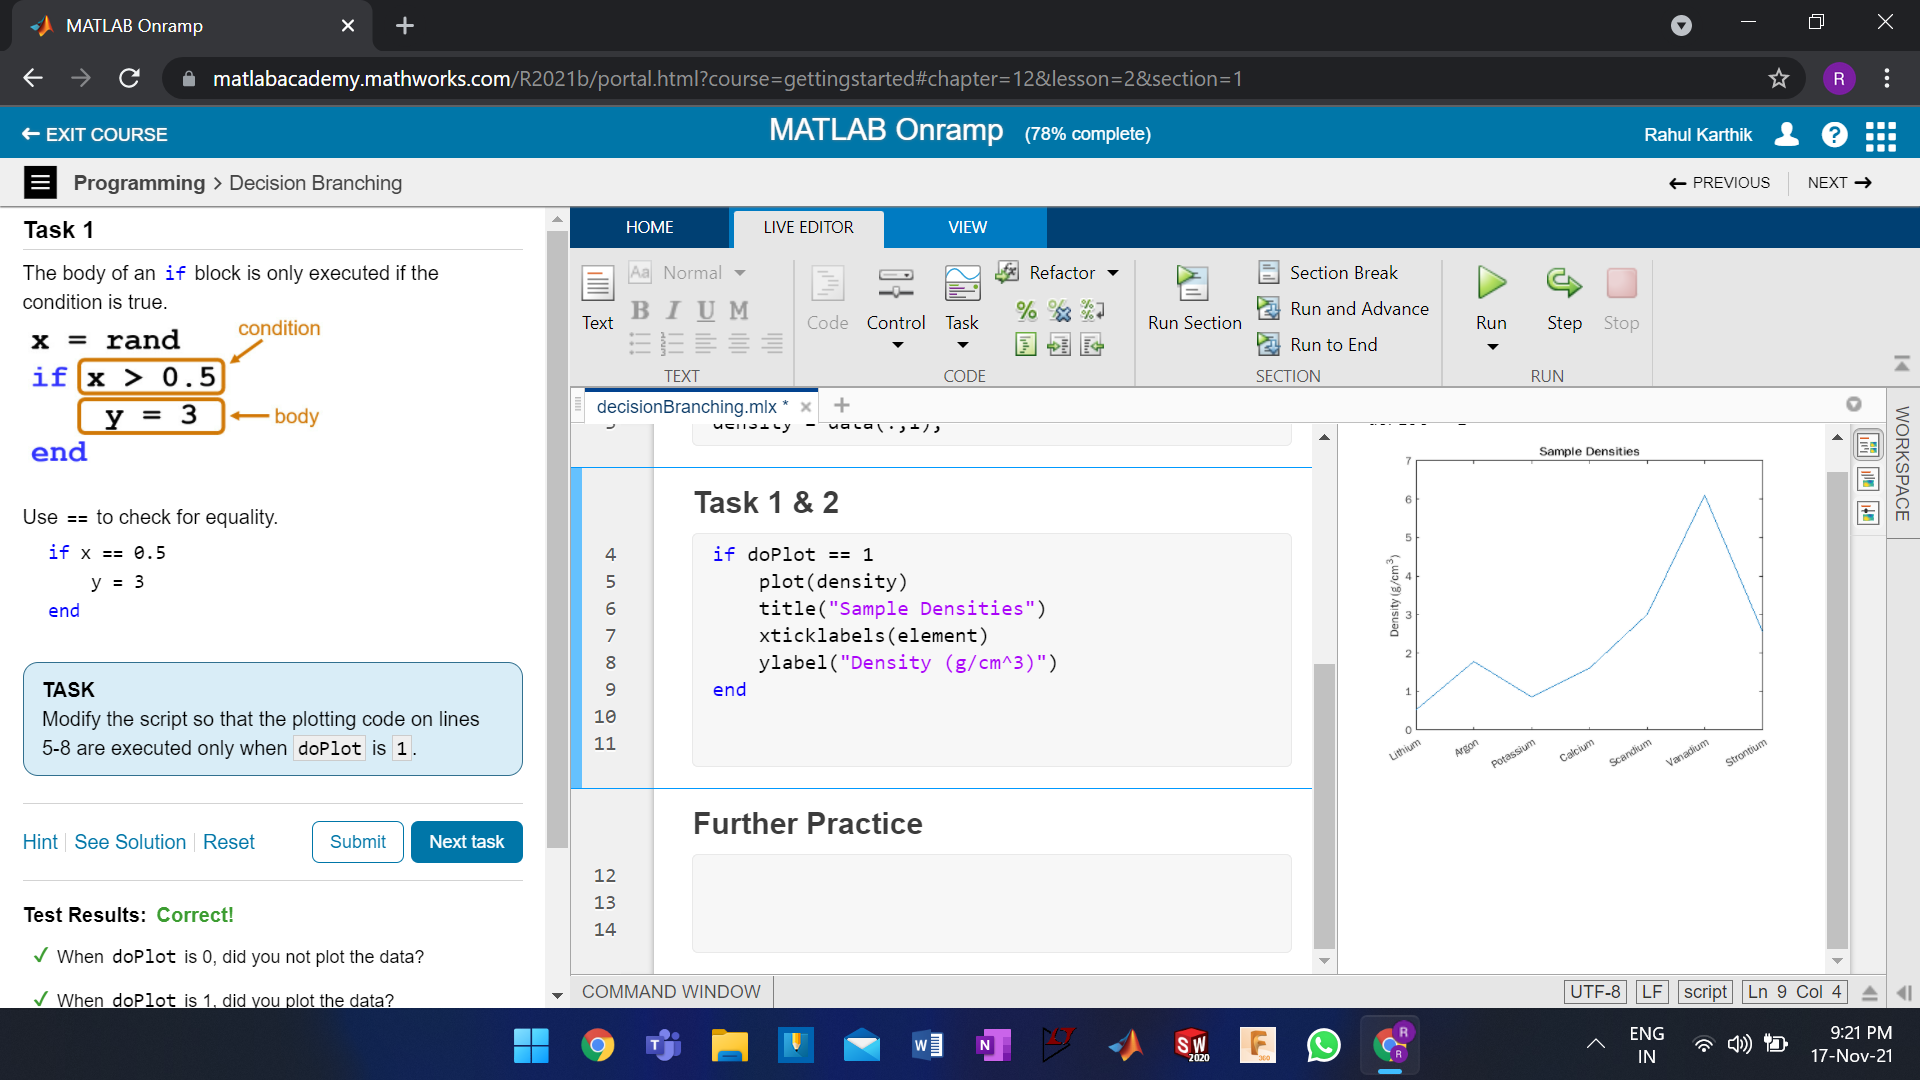 MATLAB Onramp
matlabacademy.mathworks.com/R2021b/portal.html?course=gettingstarted#chapter=12&lesson=2&section=1
R
EXIT COURSE
MATLAB Onramp (78% complete)
Rahul Karthik
?
Programming > Decision Branching
PREVIOUS
NEXT
Task 1
The body of an if block is only executed if the
condition is true.
x = rand
condition
if x > 0.5
y = 3
body
end
Use == to check for equality.
if x == 0.5
y = 3
end
TASK
Modify the script so that the plotting code on lines
5-8 are executed only when doPlot is 1.
Hint
See Solution
Reset
Submit
Next task
Test Results: Correct!
When doPlot is 0, did you not plot the data?
When doPlot is 1, did you plot the data?
HOME
LIVE EDITOR
VIEW
Text
Aa Normal
B I U M
TEXT
Code
Control
Task
Refactor
CODE
Run Section
Section Break
Run and Advance
Run to End
SECTION
Run
Step
Stop
RUN
decisionBranching.mlx *
WORKSPACE
density = data(:,1);
Task 1 & 2
4 if doPlot == 1
5 plot(density)
6 title("Sample Densities")
7 xticklabels(element)
8 ylabel("Density (g/cm^3)")
9 end
10
11
Further Practice
12
13
14
Sample Densities
Density (g/cm3)
7
6
5
4
3
2
1
0
Lithium
Argon
Potassium
Calcium
Scandium
Vanadium
Strontium
COMMAND WINDOW
UTF-8
LF
script
Ln 9 Col 4
T
W
N
SW
2020
F
360
R
R
ENG
IN
9:21 PM
17-Nov-21